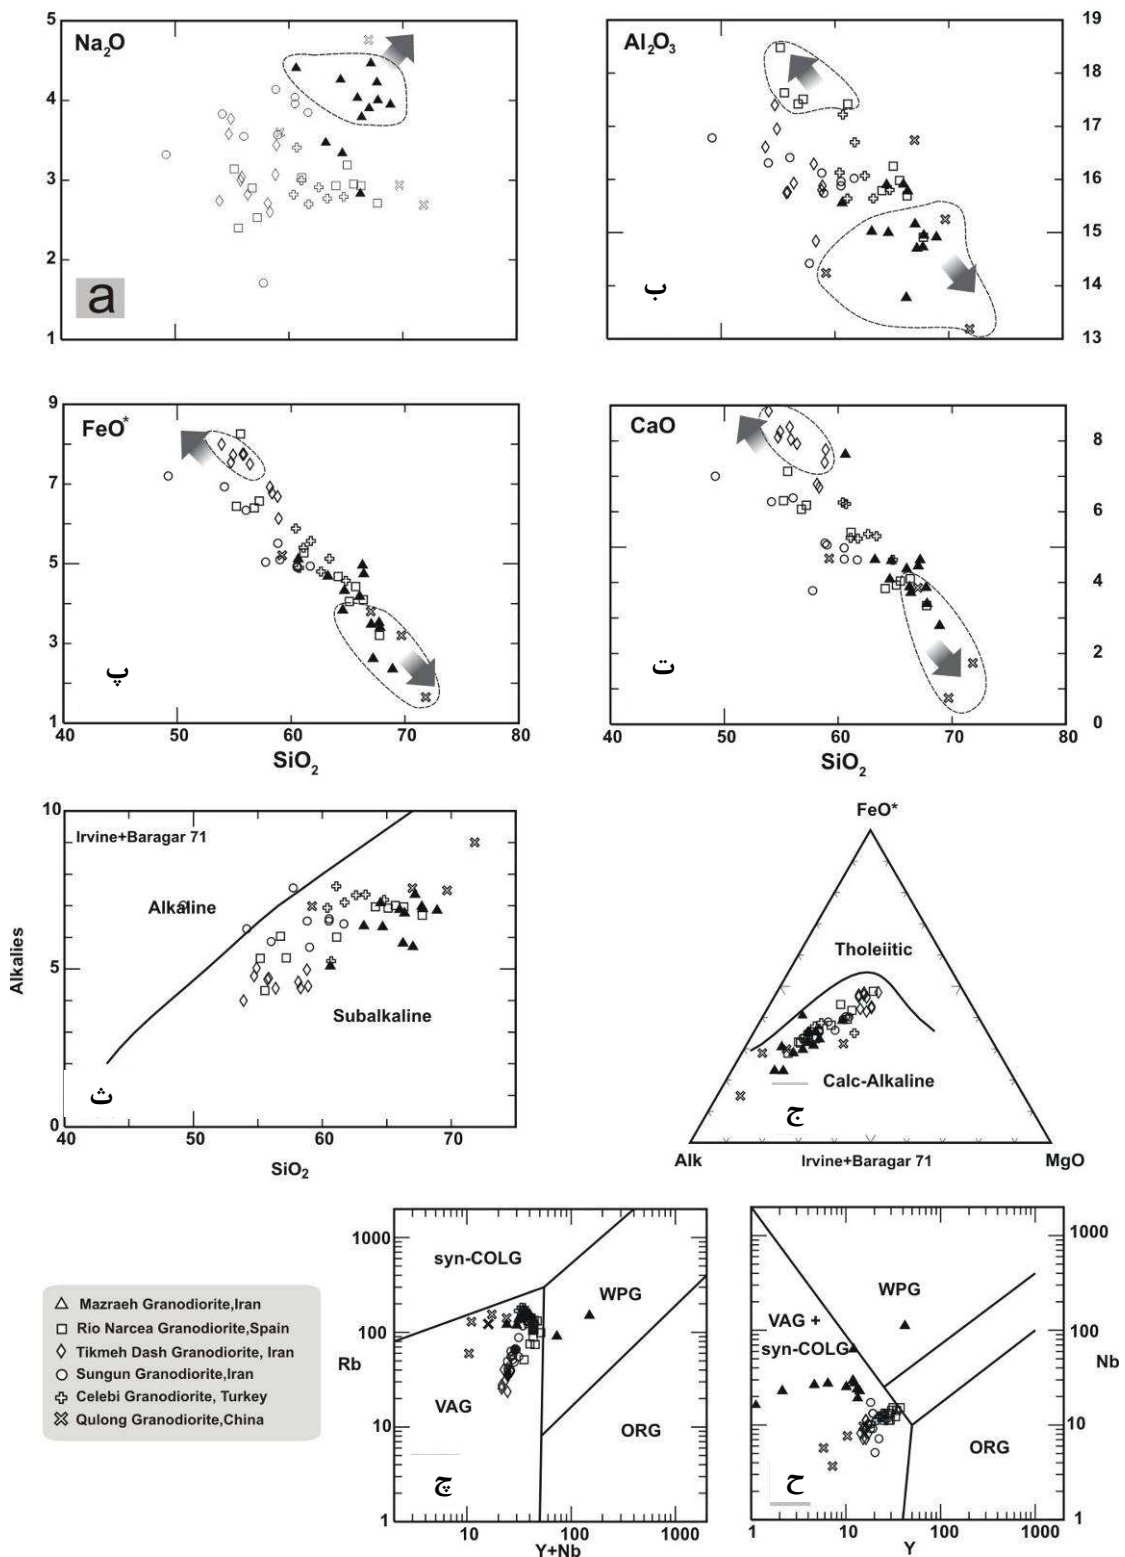 5
4
3
2
1
Na₂O
a
19
18
17
16
15
14
13
Al₂O₃
ب
9
7
5
3
1
FeO*
پ
40 50 60 70 80
SiO₂
8
6
4
2
0
CaO
ت
40 50 60 70 80
SiO₂
10
5
0
Alkalies
Irvine+Baragar 71
Alkaline
Subalkaline
ث
40 50 60 70
SiO₂
FeO*
Tholeiitic
Calc-Alkaline
ج
Alk Irvine+Baragar 71 MgO
Mazraeh Granodiorite,Iran
Rio Narcea Granodiorite,Spain
Tikmeh Dash Granodiorite, Iran
Sungun Granodiorite,Iran
Celebi Granodiorite, Turkey
Qulong Granodiorite,China
1000
100
10
1
Rb
syn-COLG
WPG
VAG
ORG
چ
10 100 1000
Y+Nb
WPG
VAG +
syn-COLG
ORG
ح
1000
100
10
1
Nb
1 10 100 1000
Y